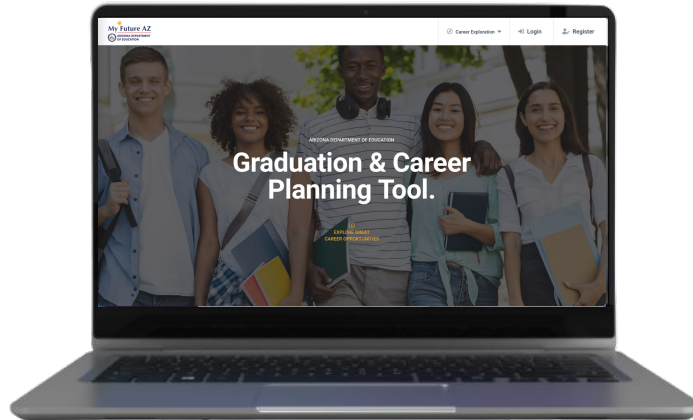 My Future AZ
ARIZONA DEPARTMENT
OF EDUCATION
Career Exploration
Login
Register
ARIZONA DEPARTMENT OF EDUCATION
Graduation & Career
Planning Tool.
EXPLORE GREAT
CAREER OPPORTUNITIES